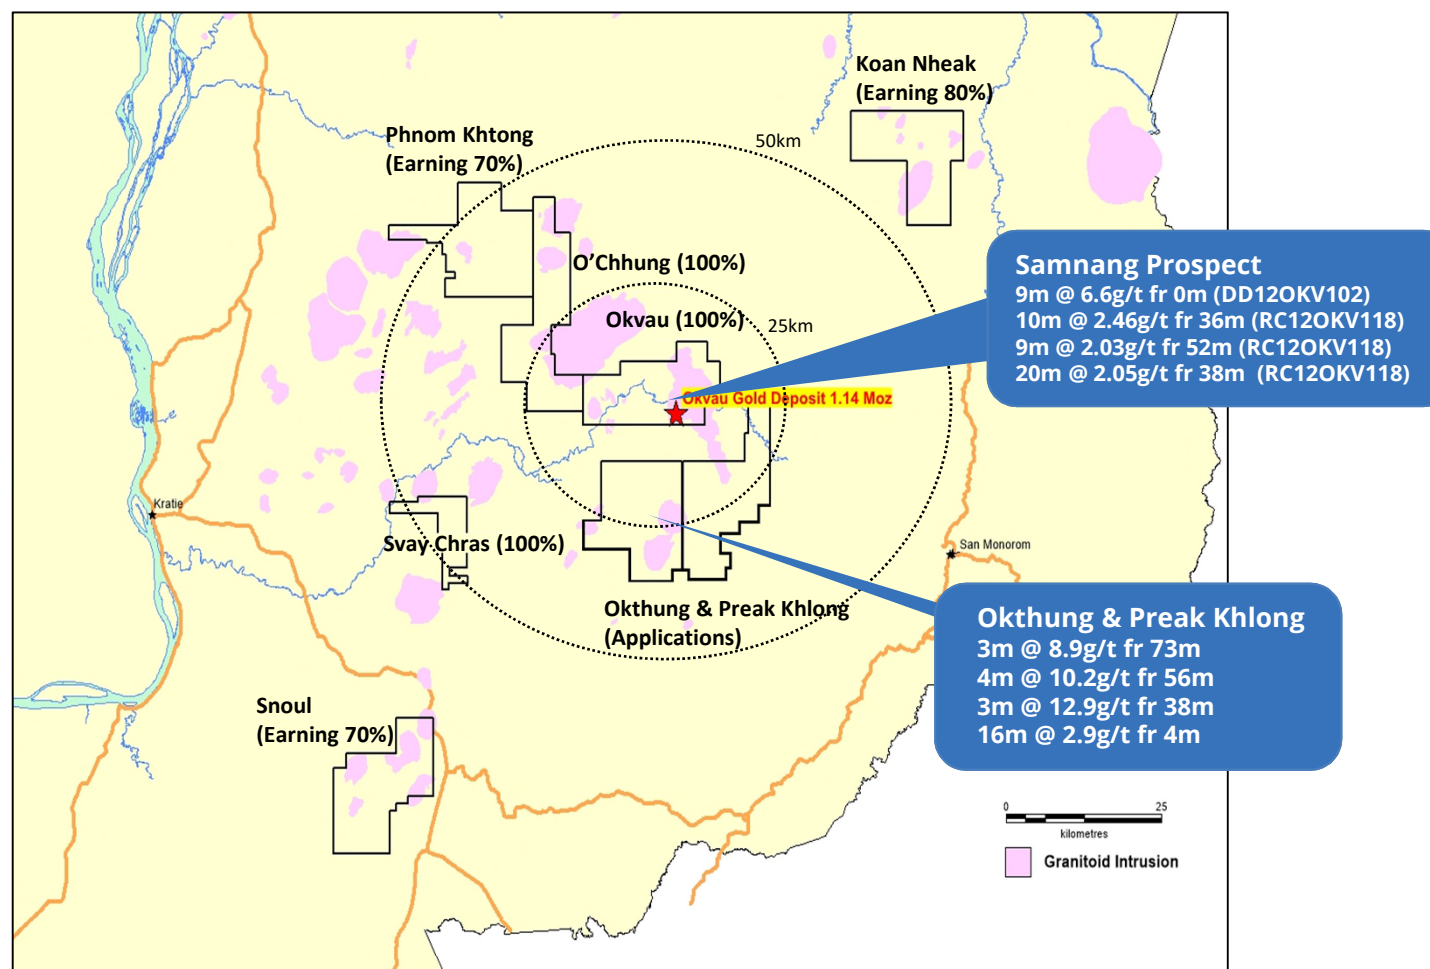 Koan Nheak
(Earning 80%)
Phnom Khtong
(Earning 70%)
50km
O’Chhung (100%)
Okvau (100%)
25km
Samnang Prospect
9m @ 6.6g/t fr 0m (DD12OKV102)
10m @ 2.46g/t fr 36m (RC12OKV118)
9m @ 2.03g/t fr 52m (RC12OKV118)
20m @ 2.05g/t fr 38m  (RC12OKV118)
Okvau Gold Deposit 1.14 Moz
Kratie
Svay Chras (100%)
San Monorom
Okthung & Preak Khlong
(Applications)
Okthung & Preak Khlong
3m @ 8.9g/t fr 73m
4m @ 10.2g/t fr 56m
3m @ 12.9g/t fr 38m
16m @ 2.9g/t fr 4m
Snoul
(Earning 70%)
0 25
kilometres
Granitoid Intrusion